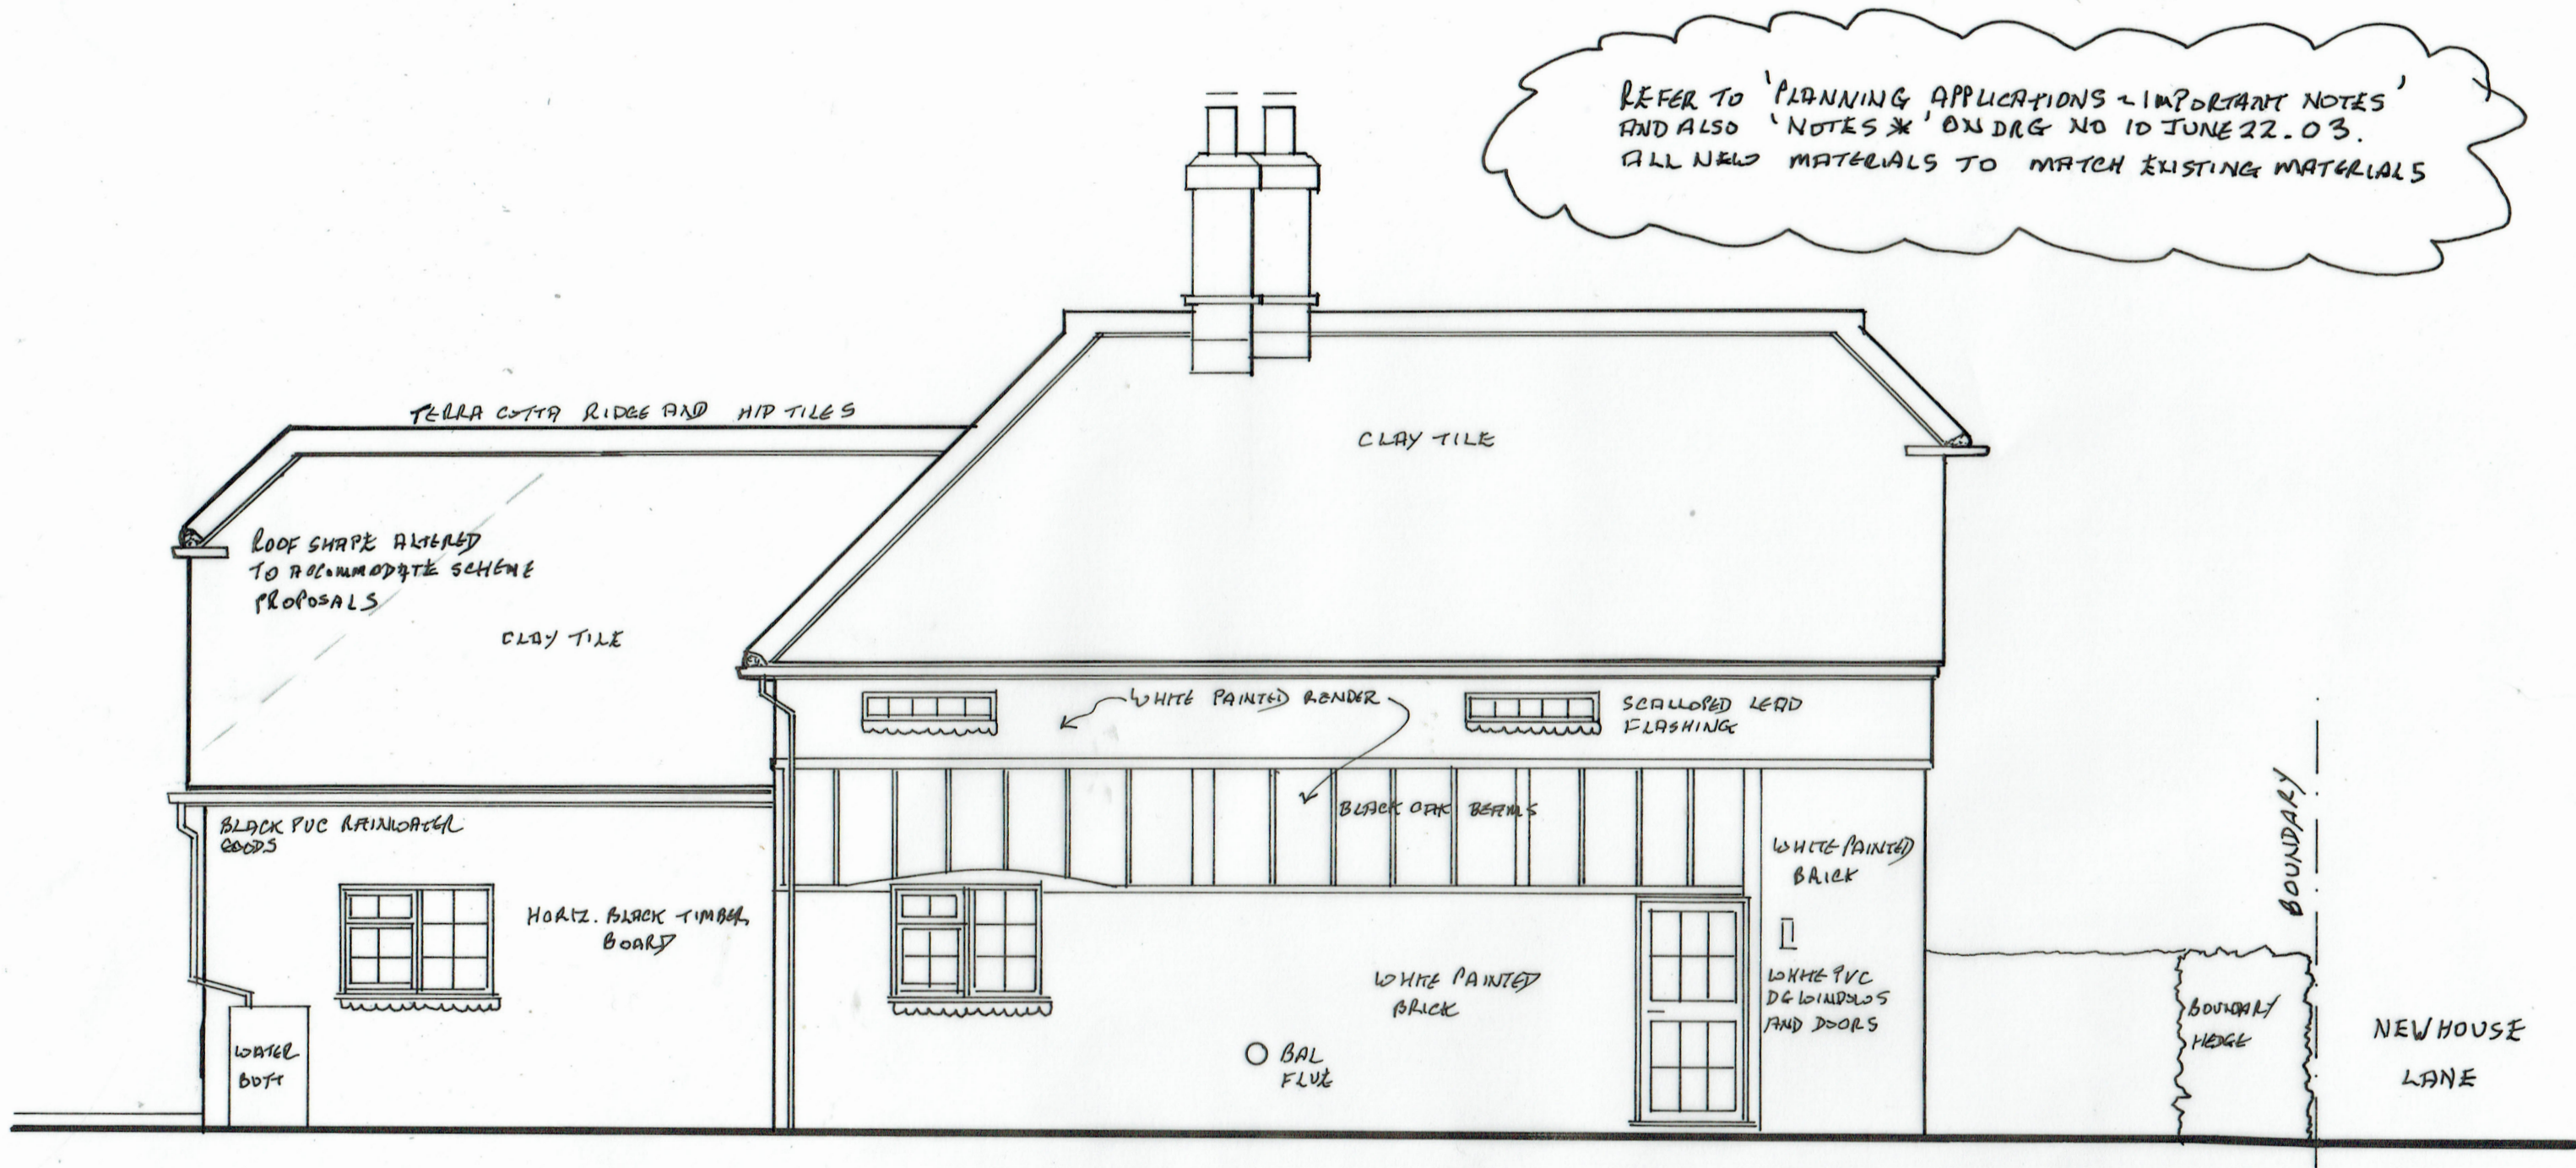 REFER TO 'PLANNING APPLICATIONS ~ IMPORTANT NOTES'
AND ALSO 'NOTES *' ON DRG NO 10 JUNE 22.03.
ALL NEW MATERIALS TO MATCH EXISTING MATERIALS
TERRA COTTA RIDGE AND HIP TILES
CLAY TILE
ROOF SHAPE ALTERED
TO ACCOMMODATE SCHEME
PROPOSALS
CLAY TILE
WHITE PAINTED RENDER
SCALLOPED LEAD
FLASHING
BLACK OAK BEAMS
BLACK PVC RAINWATER
GOODS
WHITE PAINTED
BRICK
HORIZ. BLACK TIMBER
BOARD
WHITE PAINTED
BRICK
WHITE PVC
DG WINDOWS
AND DOORS
BAL
FLUE
WATER
BUTT
BOUNDARY
BOUNDARY
HEDGE
NEWHOUSE
LANE